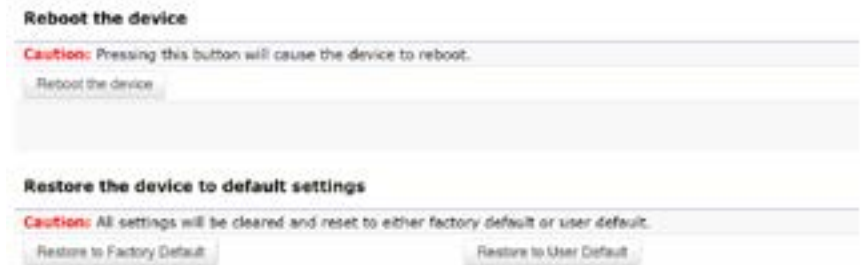 Reboot the device
Caution: Pressing this button will cause the device to reboot.
Reboot the device
Restore the device to default settings
Caution: All settings will be cleared and reset to either factory default or user default.
Restore to Factory Default
Restore to User Default